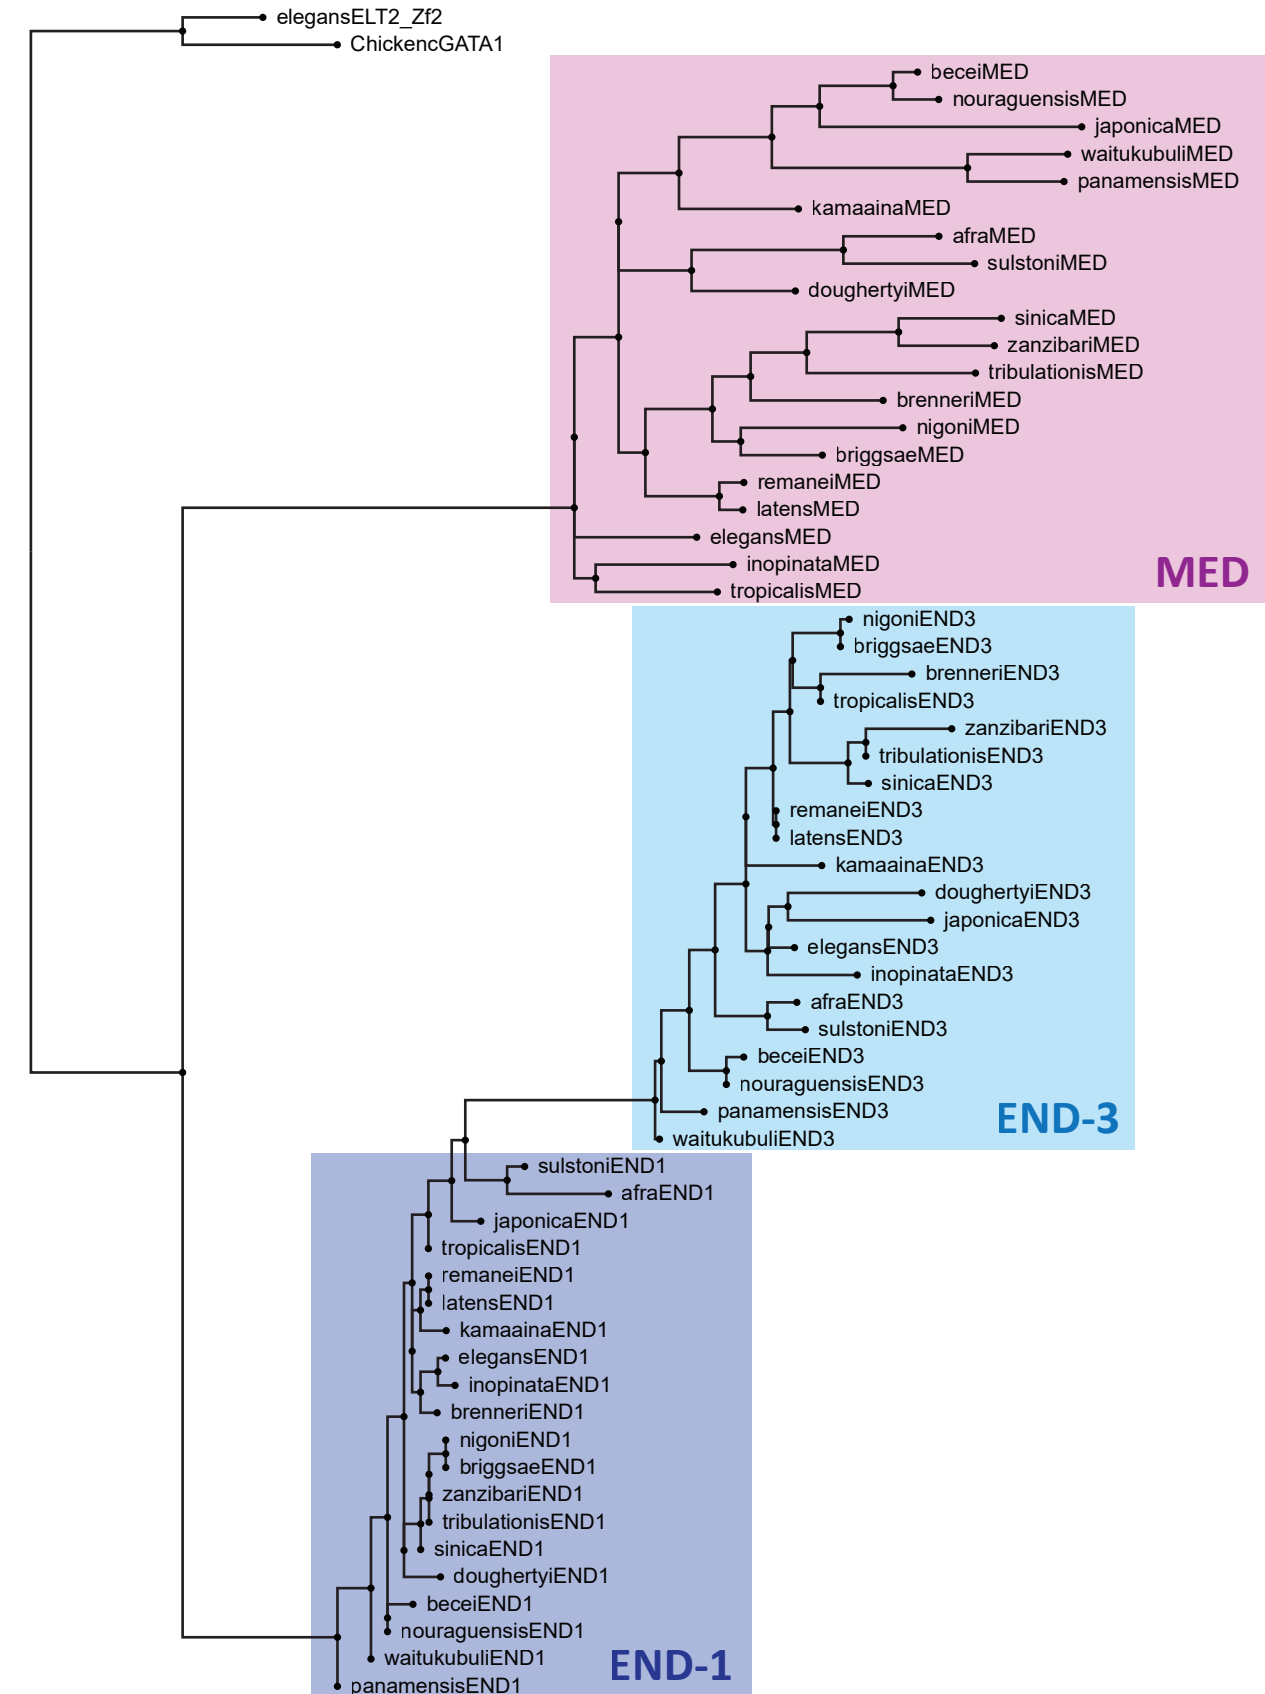 elegansELT2_Zf2
ChickencGATA1
beceiMED
nouraguensisMED
japonicaMED
waitukubuliMED
panamensisMED
kamaainaMED
afraMED
sulstoniMED
doughertyiMED
sinicaMED
zanzibariMED
tribulationisMED
brenneriMED
nigoniMED
briggsaeMED
remaneiMED
latensMED
elegansMED
inopinataMED
tropicalisMED
MED
nigoniEND3
briggsaeEND3
brenneriEND3
tropicalisEND3
zanzibariEND3
tribulationisEND3
sinicaEND3
remaneiEND3
latensEND3
kamaainaEND3
doughertyiEND3
japonicaEND3
elegansEND3
inopinataEND3
afraEND3
sulstoniEND3
beceiEND3
nouraguensisEND3
panamensisEND3
waitukubuliEND3
END-3
sulstoniEND1
afraEND1
japonicaEND1
tropicalisEND1
remaneiEND1
latensEND1
kamaainaEND1
elegansEND1
inopinataEND1
brenneriEND1
nigoniEND1
briggsaeEND1
zanzibariEND1
tribulationisEND1
sinicaEND1
doughertyiEND1
beceiEND1
nouraguensisEND1
waitukubuliEND1
panamensisEND1
END-1